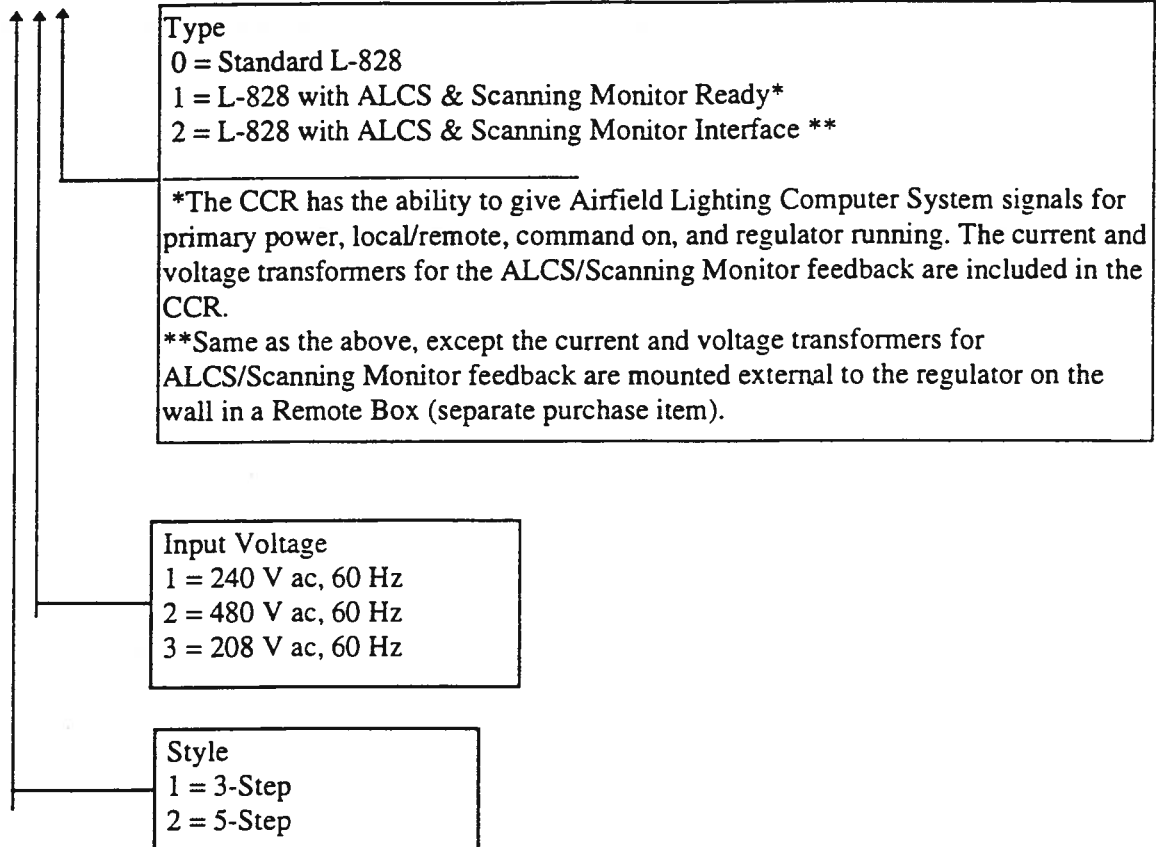 Type
0 = Standard L-828
1 = L-828 with ALCS & Scanning Monitor Ready*
2 = L-828 with ALCS & Scanning Monitor Interface **
*The CCR has the ability to give Airfield Lighting Computer System signals for
primary power, local/remote, command on, and regulator running. The current and
voltage transformers for the ALCS/Scanning Monitor feedback are included in the
CCR.
**Same as the above, except the current and voltage transformers for
ALCS/Scanning Monitor feedback are mounted external to the regulator on the
wall in a Remote Box (separate purchase item).
Input Voltage
1 = 240 V ac, 60 Hz
2 = 480 V ac, 60 Hz
3 = 208 V ac, 60 Hz
Style
1 = 3-Step
2 = 5-Step